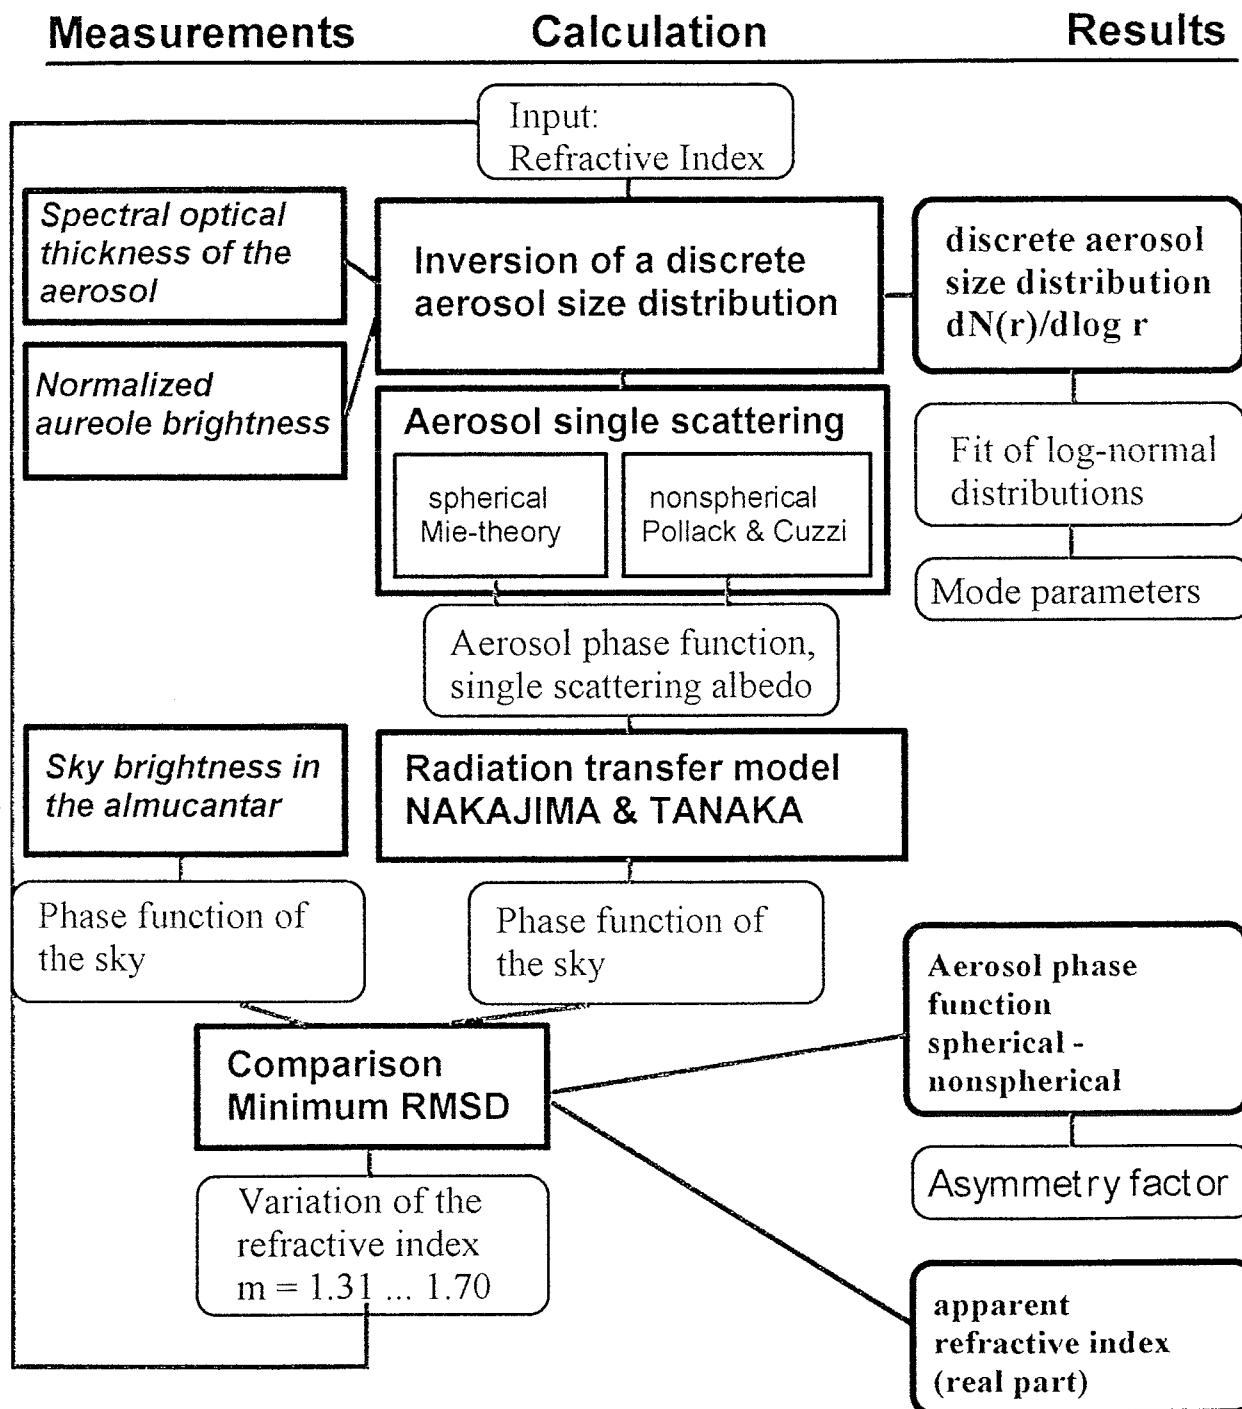 Measurements Calculation Results
Input:
Refractive Index
Spectral optical
thickness of the
aerosol
Inversion of a discrete
aerosol size distribution
discrete aerosol
size distribution
dN(r)/dlog r
Normalized
aureole brightness
Aerosol single scattering
spherical
Mie-theory
nonspherical
Pollack & Cuzzi
Fit of log-normal
distributions
Mode parameters
Aerosol phase function,
single scattering albedo
Sky brightness in
the almucantar
Radiation transfer model
NAKAJIMA & TANAKA
Phase function of
the sky
Phase function of
the sky
Aerosol phase
function
spherical -
nonspherical
Comparison
Minimum RMSD
Asymmetry factor
Variation of the
refractive index
m = 1.31 ... 1.70
apparent
refractive index
(real part)